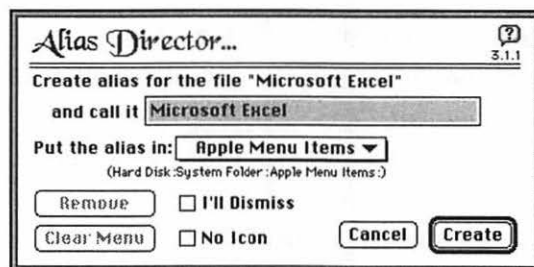 Alias Director...
3.1.1
Create alias for the file "Microsoft Excel"
and call it Microsoft Excel
Put the alias in: Apple Menu Items
(Hard Disk:System Folder:Apple Menu Items:)
Remove
I'll Dismiss
Clear Menu
No Icon
Cancel
Create